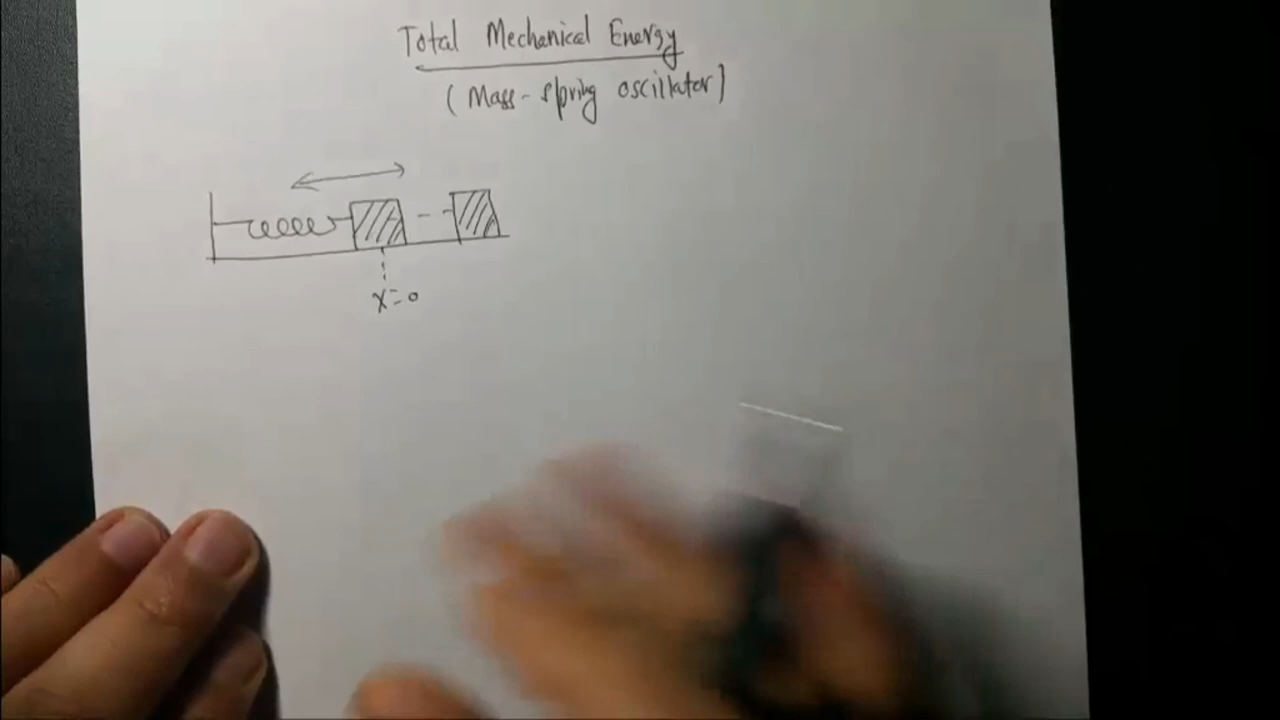 Total Mechanical Energy
(Mass-spring oscillator)
x=0